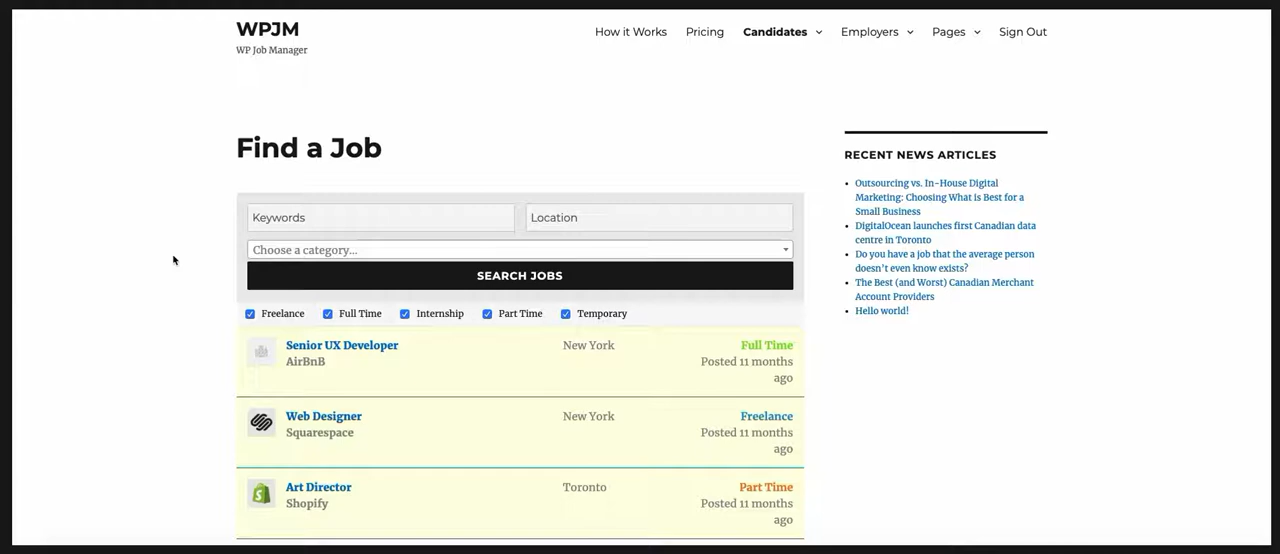 WPJM
WP Job Manager
How it Works Pricing Candidates Employers Pages Sign Out
Find a Job
Keywords Location
Choose a category...
SEARCH JOBS
Freelance Full Time Internship Part Time Temporary
Senior UX Developer New York Full Time
AirBnB Posted 11 months
ago
Web Designer New York Freelance
Squarespace Posted 11 months
ago
Art Director Toronto Part Time
Shopify Posted 11 months
ago
RECENT NEWS ARTICLES
Outsourcing vs. In-House Digital
Marketing: Choosing What is Best for a
Small Business
DigitalOcean launches first Canadian data
centre in Toronto
Do you have a job that the average person
doesn't even know exists?
The Best (and Worst) Canadian Merchant
Account Providers
Hello world!